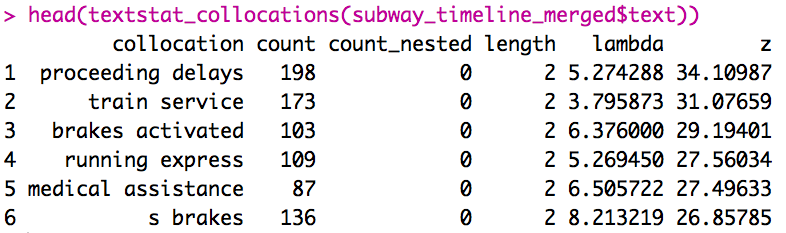 > head(textstat_collocations(subway_timeline_merged$text))
collocation count count_nested length lambda z
1 proceeding delays 198 0 2 5.274288 34.10987
2 train service 173 0 2 3.795873 31.07659
3 brakes activated 103 0 2 6.376000 29.19401
4 running express 109 0 2 5.269450 27.56034
5 medical assistance 87 0 2 6.505722 27.49633
6 s brakes 136 0 2 8.213219 26.85785